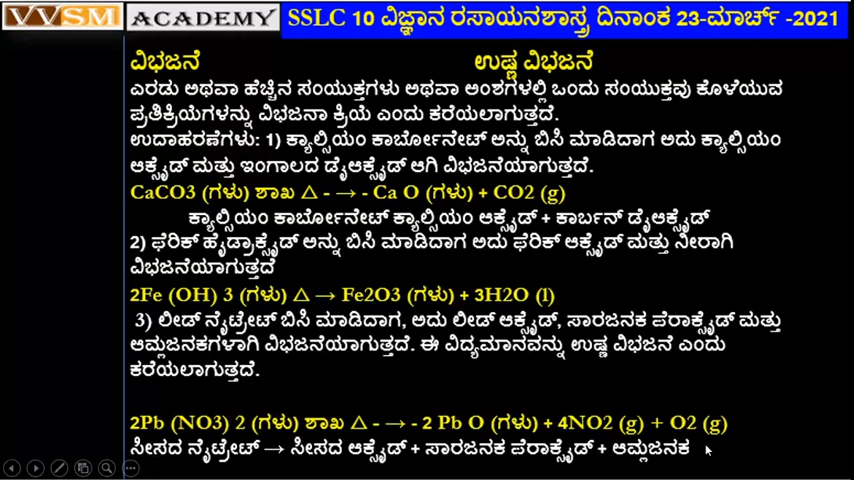 VVSM ACADEMY SSLC 10 ವಿಜ್ಞಾನ ರಸಾಯನಶಾಸ್ತ್ರ ದಿನಾಂಕ 23-ಮಾರ್ಚ್ -2021
ವಿಭಜನೆ ಉಷ್ಣ ವಿಭಜನೆ
ಎರಡು ಅಥವಾ ಹೆಚ್ಚಿನ ಸಂಯುಕ್ತಗಳು ಅಥವಾ ಅಂಶಗಳಲ್ಲಿ ಒಂದು ಸಂಯುಕ್ತವು ಕೊಳೆಯುವ
ಪ್ರತಿಕ್ರಿಯೆಗಳನ್ನು ವಿಭಜನಾ ಕ್ರಿಯೆ ಎಂದು ಕರೆಯಲಾಗುತ್ತದೆ.
ಉದಾಹರಣೆಗಳು: 1) ಕ್ಯಾಲ್ಸಿಯಂ ಕಾರ್ಬೋನೇಟ್ ಅನ್ನು ಬಿಸಿ ಮಾಡಿದಾಗ ಅದು ಕ್ಯಾಲ್ಸಿಯಂ
ಆಕ್ಸೈಡ್ ಮತ್ತು ಇಂಗಾಲದ ಡೈಆಕ್ಸೈಡ್ ಆಗಿ ವಿಭಜನೆಯಾಗುತ್ತದೆ.
CaCO3 (ಗಳು) ಶಾಖ △ - → - Ca O (ಗಳು) + CO2 (g)
ಕ್ಯಾಲ್ಸಿಯಂ ಕಾರ್ಬೋನೇಟ್ ಕ್ಯಾಲ್ಸಿಯಂ ಆಕ್ಸೈಡ್ + ಕಾರ್ಬನ್ ಡೈಆಕ್ಸೈಡ್
2) ಫೆರಿಕ್ ಹೈಡ್ರಾಕ್ಸೈಡ್ ಅನ್ನು ಬಿಸಿ ಮಾಡಿದಾಗ ಅದು ಫೆರಿಕ್ ಆಕ್ಸೈಡ್ ಮತ್ತು ನೀರಾಗಿ
ವಿಭಜನೆಯಾಗುತ್ತದೆ
2Fe (OH) 3 (ಗಳು) △ → Fe2O3 (ಗಳು) + 3H2O (l)
3) ಲೀಡ್ ನೈಟ್ರೇಟ್ ಬಿಸಿ ಮಾಡಿದಾಗ, ಅದು ಲೀಡ್ ಆಕ್ಸೈಡ್, ಸಾರಜನಕ ಪೆರಾಕ್ಸೈಡ್ ಮತ್ತು
ಆಮ್ಲಜನಕಗಳಾಗಿ ವಿಭಜನೆಯಾಗುತ್ತದೆ. ಈ ವಿದ್ಯಮಾನವನ್ನು ಉಷ್ಣ ವಿಭಜನೆ ಎಂದು
ಕರೆಯಲಾಗುತ್ತದೆ.
2Pb (NO3) 2 (ಗಳು) ಶಾಖ △ - → - 2 Pb O (ಗಳು) + 4NO2 (g) + O2 (g)
ಸೀಸದ ನೈಟ್ರೇಟ್ → ಸೀಸದ ಆಕ್ಸೈಡ್ + ಸಾರಜನಕ ಪೆರಾಕ್ಸೈಡ್ + ಆಮ್ಲಜನಕ